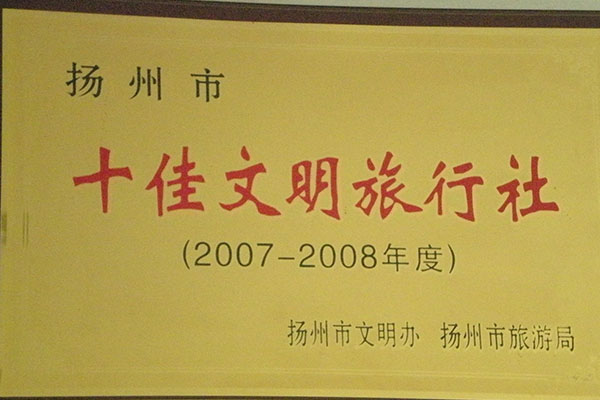 扬州市
十佳文明旅行社
(2007-2008年度)
扬州市文明办 扬州市旅游局